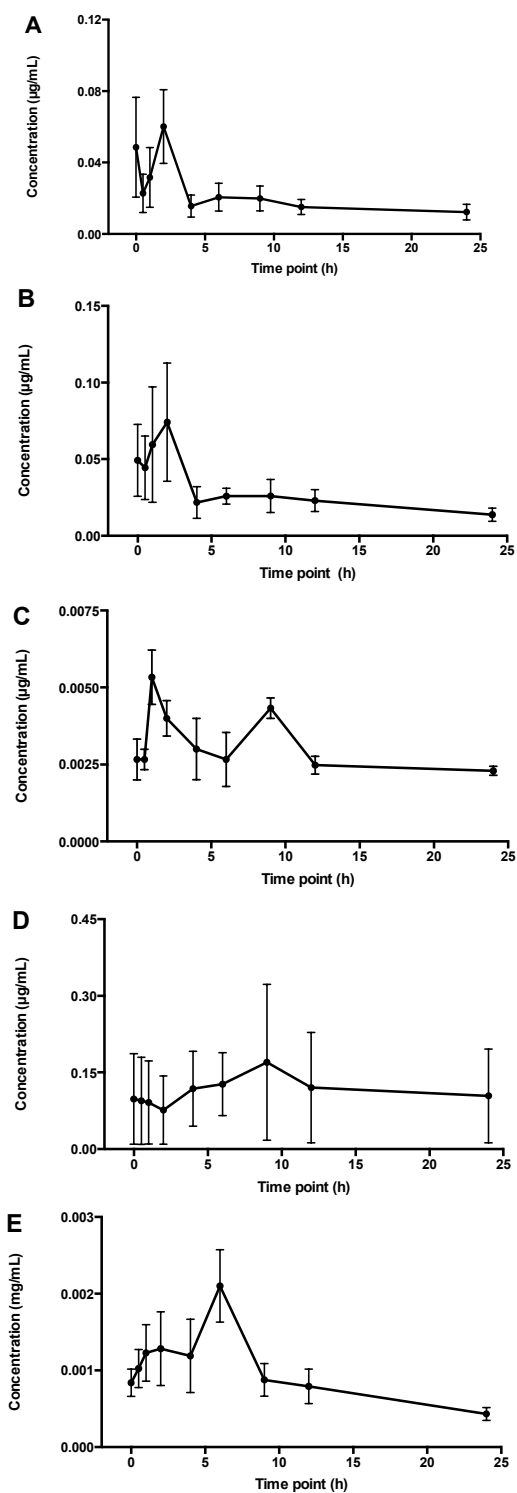 A
Concentration (µg/mL)
0.12
0.08
0.04
0.00
0 5 10 15 20 25
Time point (h)
B
Concentration (µg/mL)
0.15
0.10
0.05
0.00
0 5 10 15 20 25
Time point (h)
C
Concentration (µg/mL)
0.0075
0.0050
0.0025
0.0000
0 5 10 15 20 25
Time point (h)
D
Concentration (µg/mL)
0.45
0.30
0.15
0.00
0 5 10 15 20 25
Time point (h)
E
Concentration (mg/mL)
0.003
0.002
0.001
0.000
0 5 10 15 20 25
Time point (h)